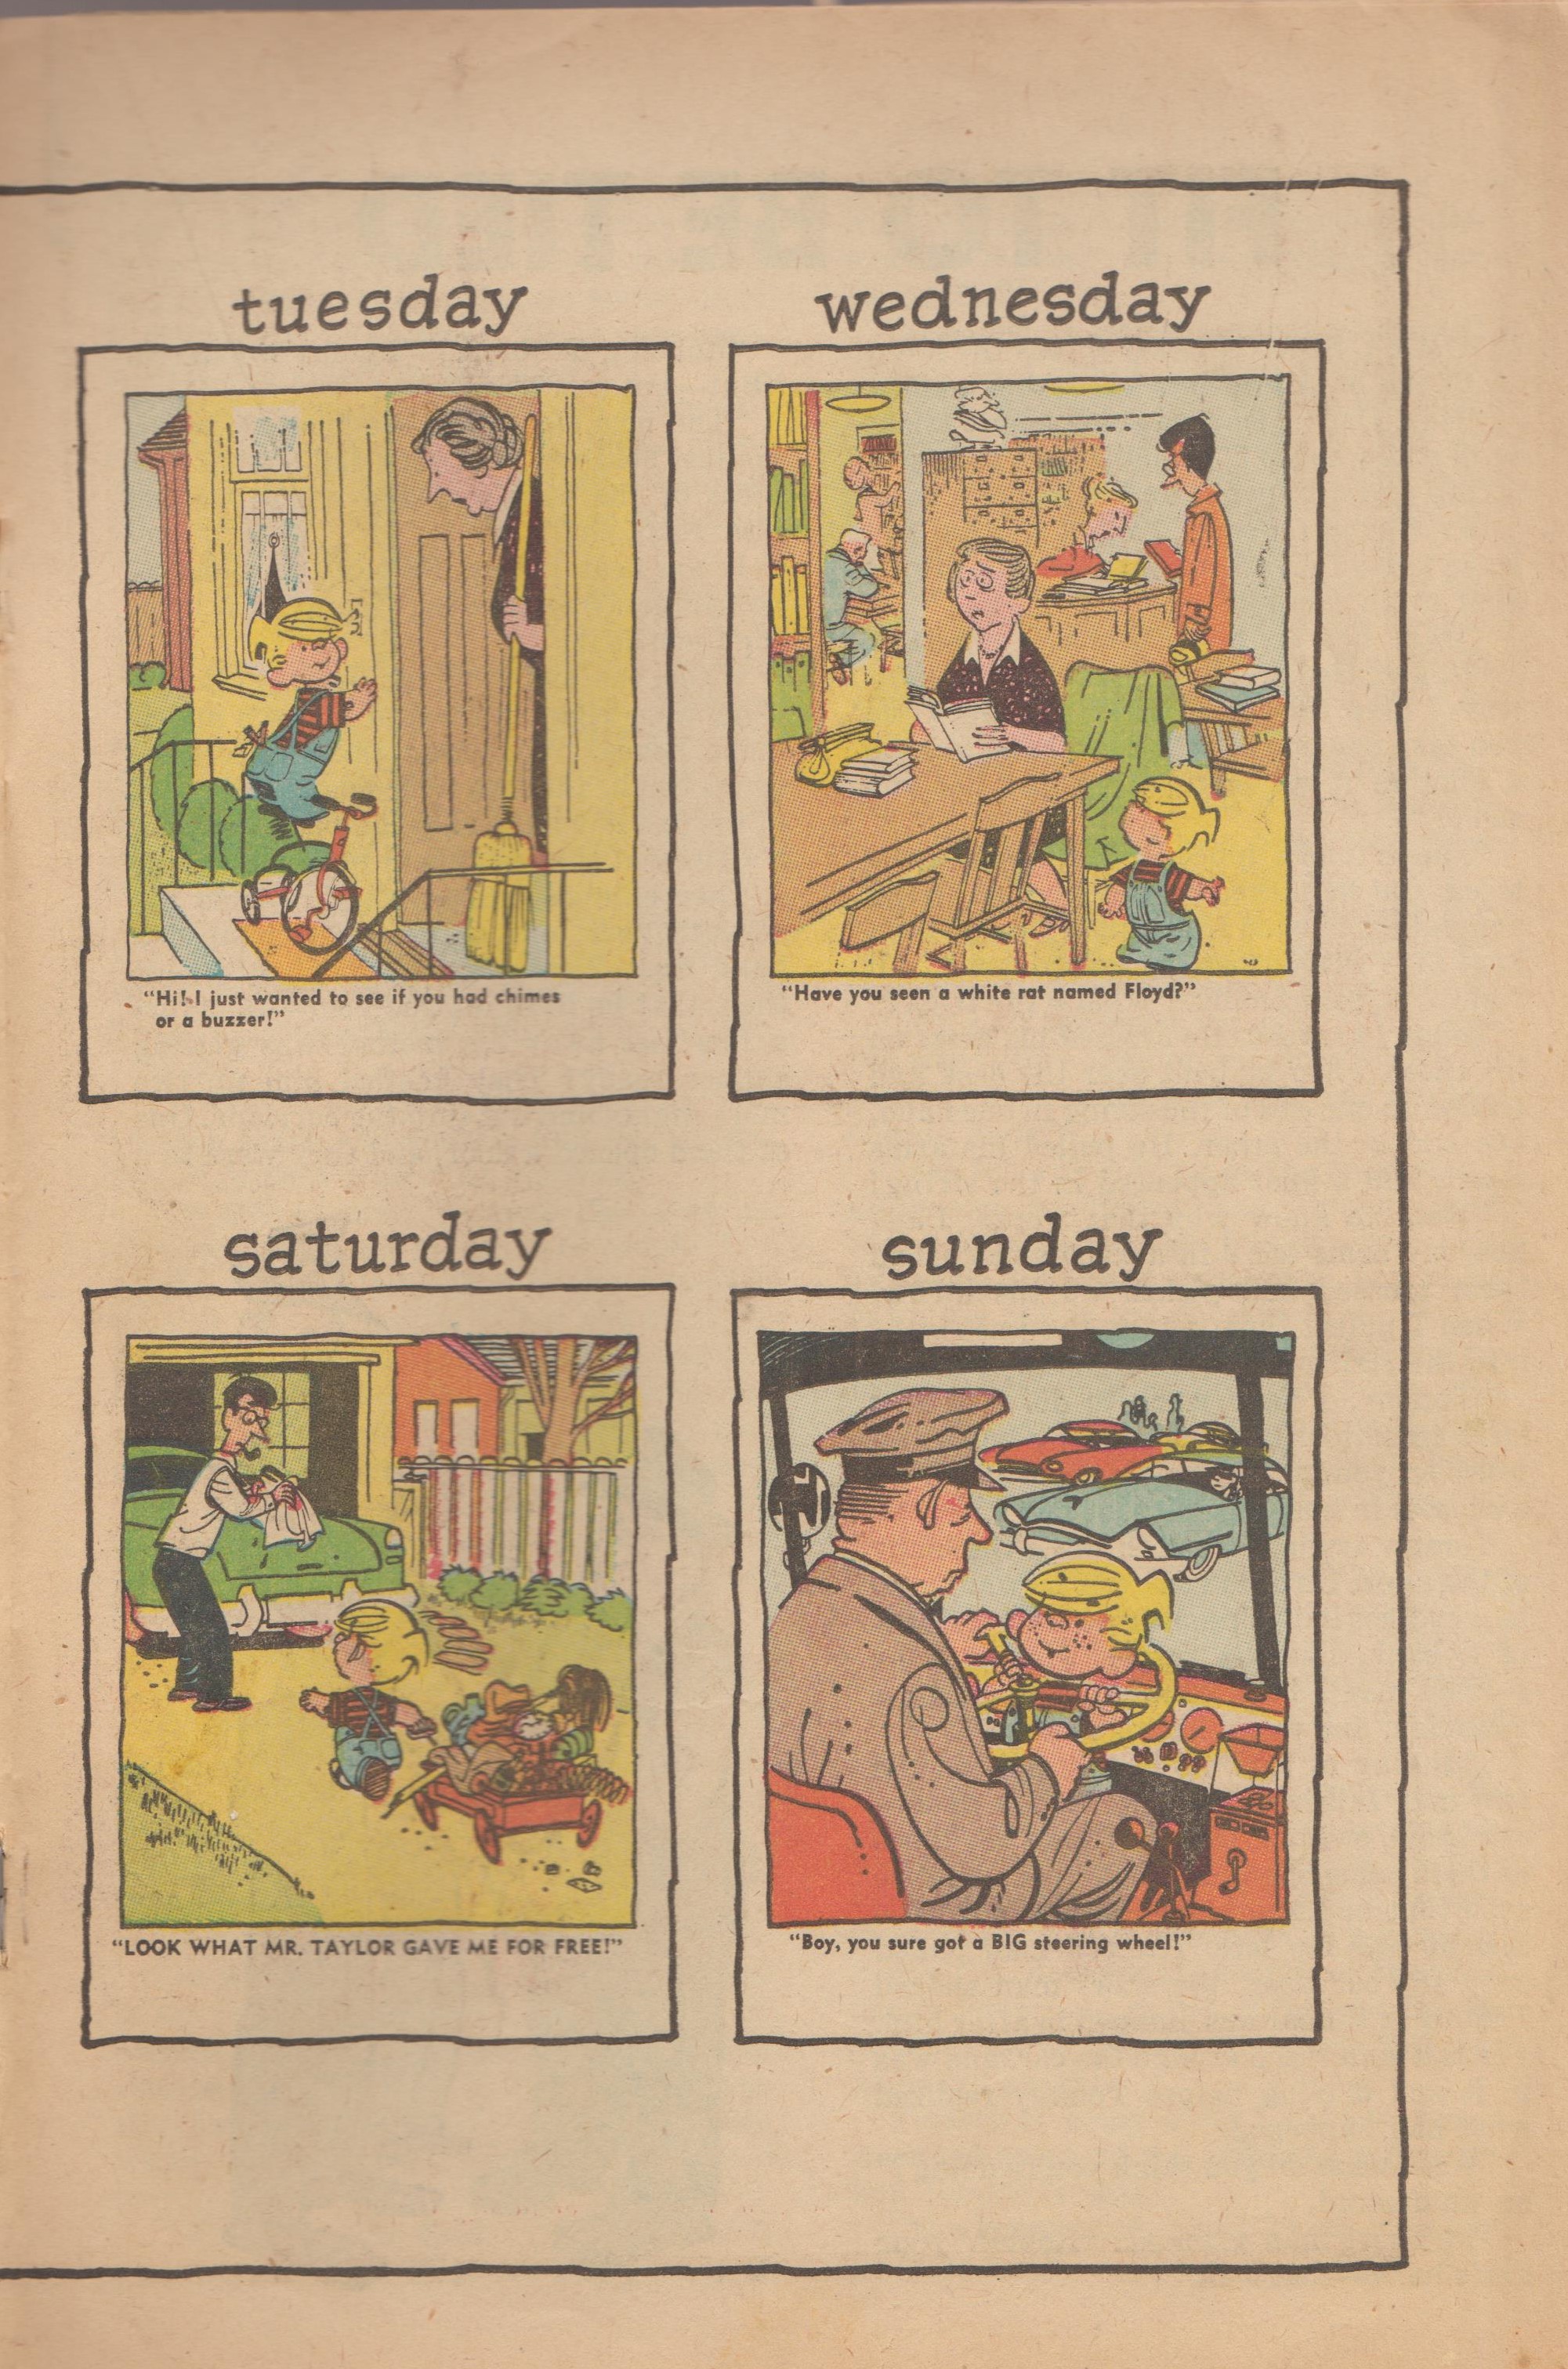 tuesday
wednesday
"Hi! I just wanted to see if you had chimes
or a buzzer!"
"Have you seen a white rat named Floyd?"
saturday
sunday
"LOOK WHAT MR. TAYLOR GAVE ME FOR FREE!"
"Boy, you sure got a BIG steering wheel!"